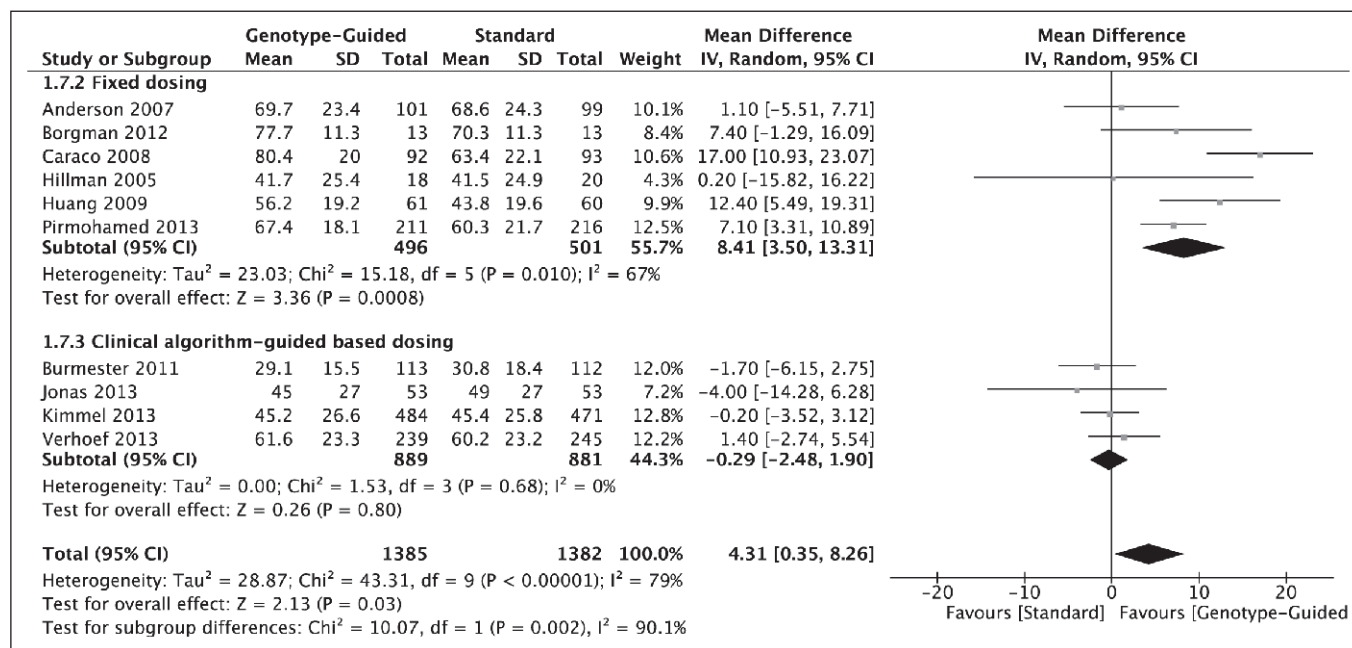 Genotype-Guided Standard Mean Difference Mean Difference
Study or Subgroup Mean SD Total Mean SD Total Weight IV, Random, 95% CI IV, Random, 95% CI
1.7.2 Fixed dosing
Anderson 2007 69.7 23.4 101 68.6 24.3 99 10.1% 1.10 [-5.51, 7.71]
Borgman 2012 77.7 11.3 13 70.3 11.3 13 8.4% 7.40 [-1.29, 16.09]
Caraco 2008 80.4 20 92 63.4 22.1 93 10.6% 17.00 [10.93, 23.07]
Hillman 2005 41.7 25.4 18 41.5 24.9 20 4.3% 0.20 [-15.82, 16.22]
Huang 2009 56.2 19.2 61 43.8 19.6 60 9.9% 12.40 [5.49, 19.31]
Pirmohamed 2013 67.4 18.1 211 60.3 21.7 216 12.5% 7.10 [3.31, 10.89]
Subtotal (95% CI) 496 501 55.7% 8.41 [3.50, 13.31]
Heterogeneity: Tau² = 23.03; Chi² = 15.18, df = 5 (P = 0.010); I² = 67%
Test for overall effect: Z = 3.36 (P = 0.0008)
1.7.3 Clinical algorithm-guided based dosing
Burmester 2011 29.1 15.5 113 30.8 18.4 112 12.0% -1.70 [-6.15, 2.75]
Jonas 2013 45 27 53 49 27 53 7.2% -4.00 [-14.28, 6.28]
Kimmel 2013 45.2 26.6 484 45.4 25.8 471 12.8% -0.20 [-3.52, 3.12]
Verhoef 2013 61.6 23.3 239 60.2 23.2 245 12.2% 1.40 [-2.74, 5.54]
Subtotal (95% CI) 889 881 44.3% -0.29 [-2.48, 1.90]
Heterogeneity: Tau² = 0.00; Chi² = 1.53, df = 3 (P = 0.68); I² = 0%
Test for overall effect: Z = 0.26 (P = 0.80)
Total (95% CI) 1385 1382 100.0% 4.31 [0.35, 8.26]
Heterogeneity: Tau² = 28.87; Chi² = 43.31, df = 9 (P < 0.00001); I² = 79%
Test for overall effect: Z = 2.13 (P = 0.03)
Test for subgroup differences: Chi² = 10.07, df = 1 (P = 0.002), I² = 90.1%
-20 -10 0 10 20
Favours [Standard] Favours [Genotype-Guided